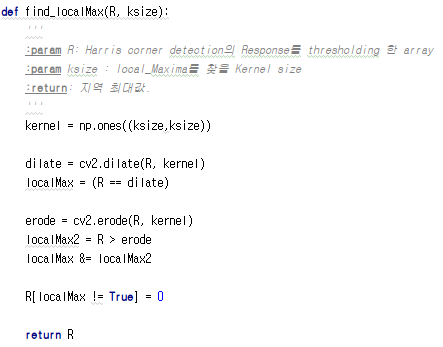 def find_localMax(R, ksize):
'''
:param R: Harris corner detection의 Response를 thresholding 한 array
:param ksize : local_Maxima를 찾을 Kernel size
:return: 지역 최대값.
'''
kernel = np.ones((ksize,ksize))
dilate = cv2.dilate(R, kernel)
localMax = (R == dilate)
erode = cv2.erode(R, kernel)
localMax2 = R > erode
localMax &= localMax2
R[localMax != True] = 0
return R